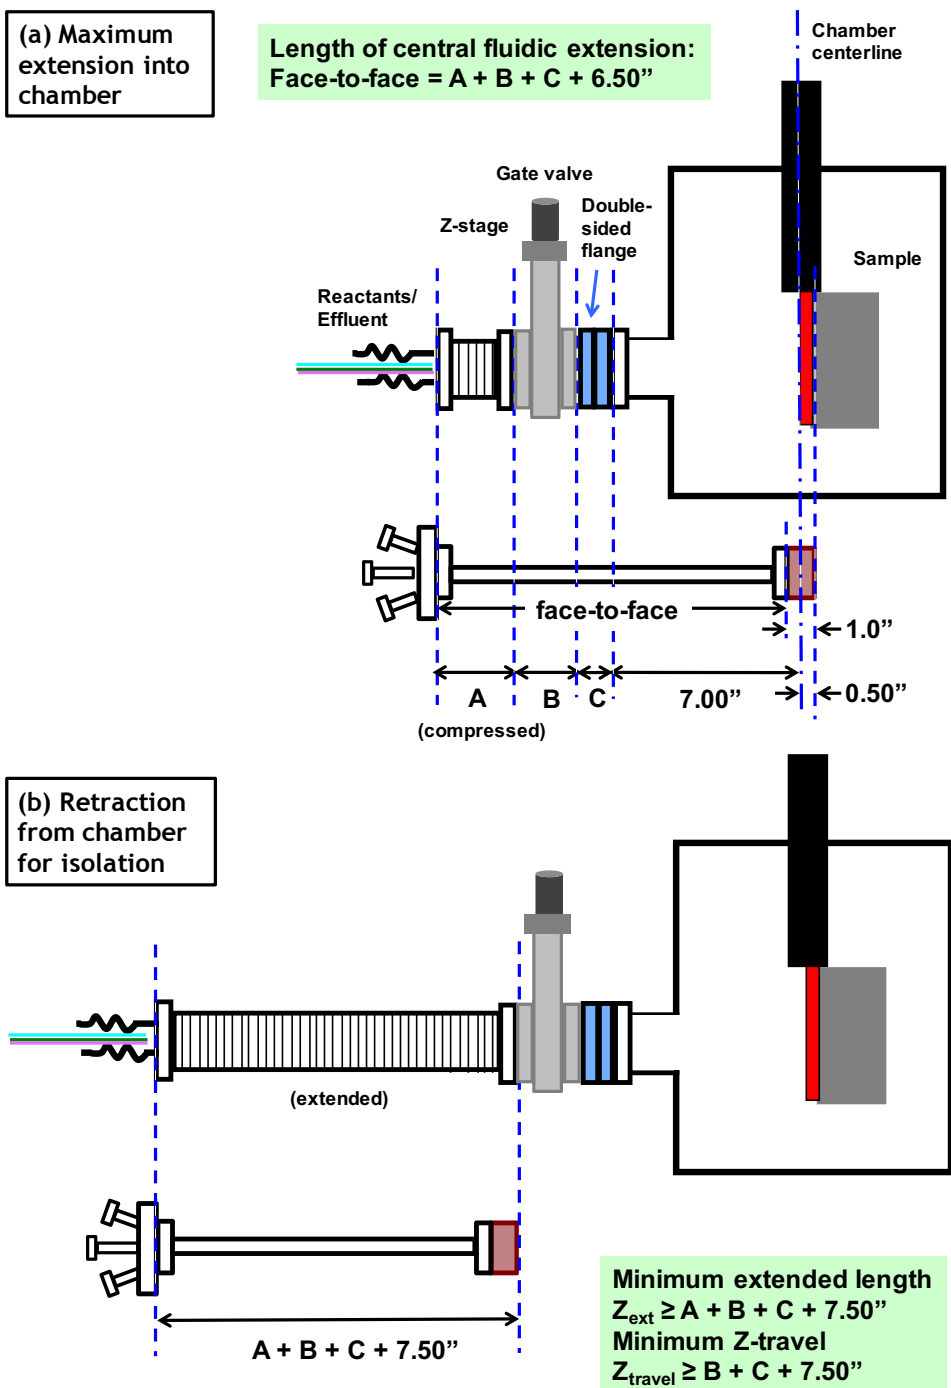 (a) Maximum
extension into
chamber
Length of central fluidic extension:
Face-to-face = A + B + C + 6.50”
Chamber
centerline
Gate valve
Double-
sided
flange
Z-stage
Sample
Reactants/
Effluent
face-to-face
1.0”
A
B
C
7.00”
0.50”
(compressed)
(b) Retraction
from chamber
for isolation
(extended)
A + B + C + 7.50”
Minimum extended length
Zext ≥ A + B + C + 7.50”
Minimum Z-travel
Ztravel ≥ B + C + 7.50”